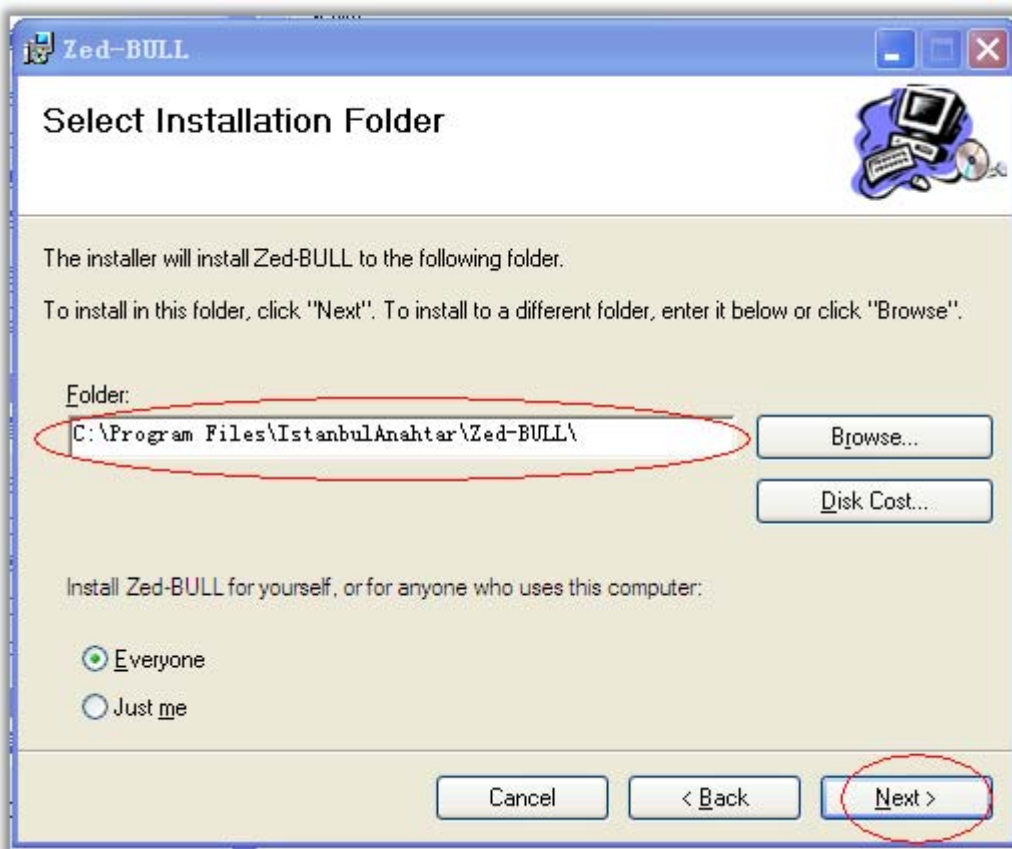 Zed-BULL
Select Installation Folder
The installer will install Zed-BULL to the following folder.
To install in this folder, click "Next". To install to a different folder, enter it below or click "Browse".
Folder:
C:\Program Files\IstanbulAnahtar\Zed-BULL\
Browse...
Disk Cost...
Install Zed-BULL for yourself, or for anyone who uses this computer:
Everyone
Just me
Cancel
< Back
Next >